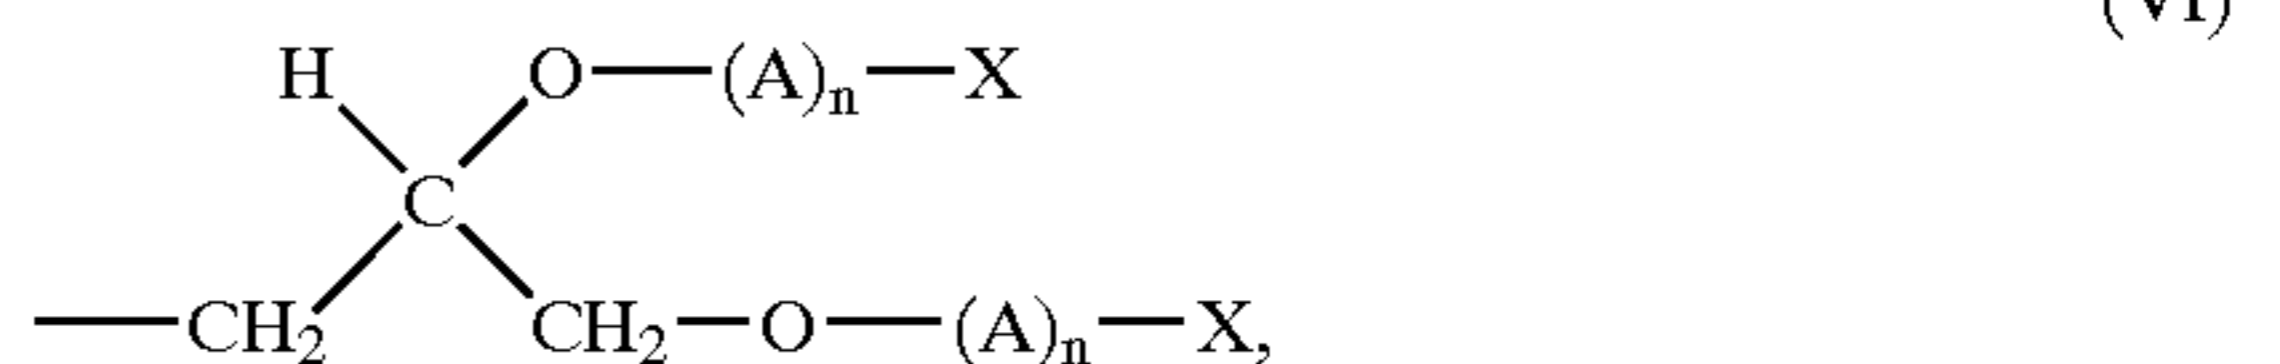 (VI)
H O—(A)n—X
C
—CH2 CH2—O—(A)n—X,